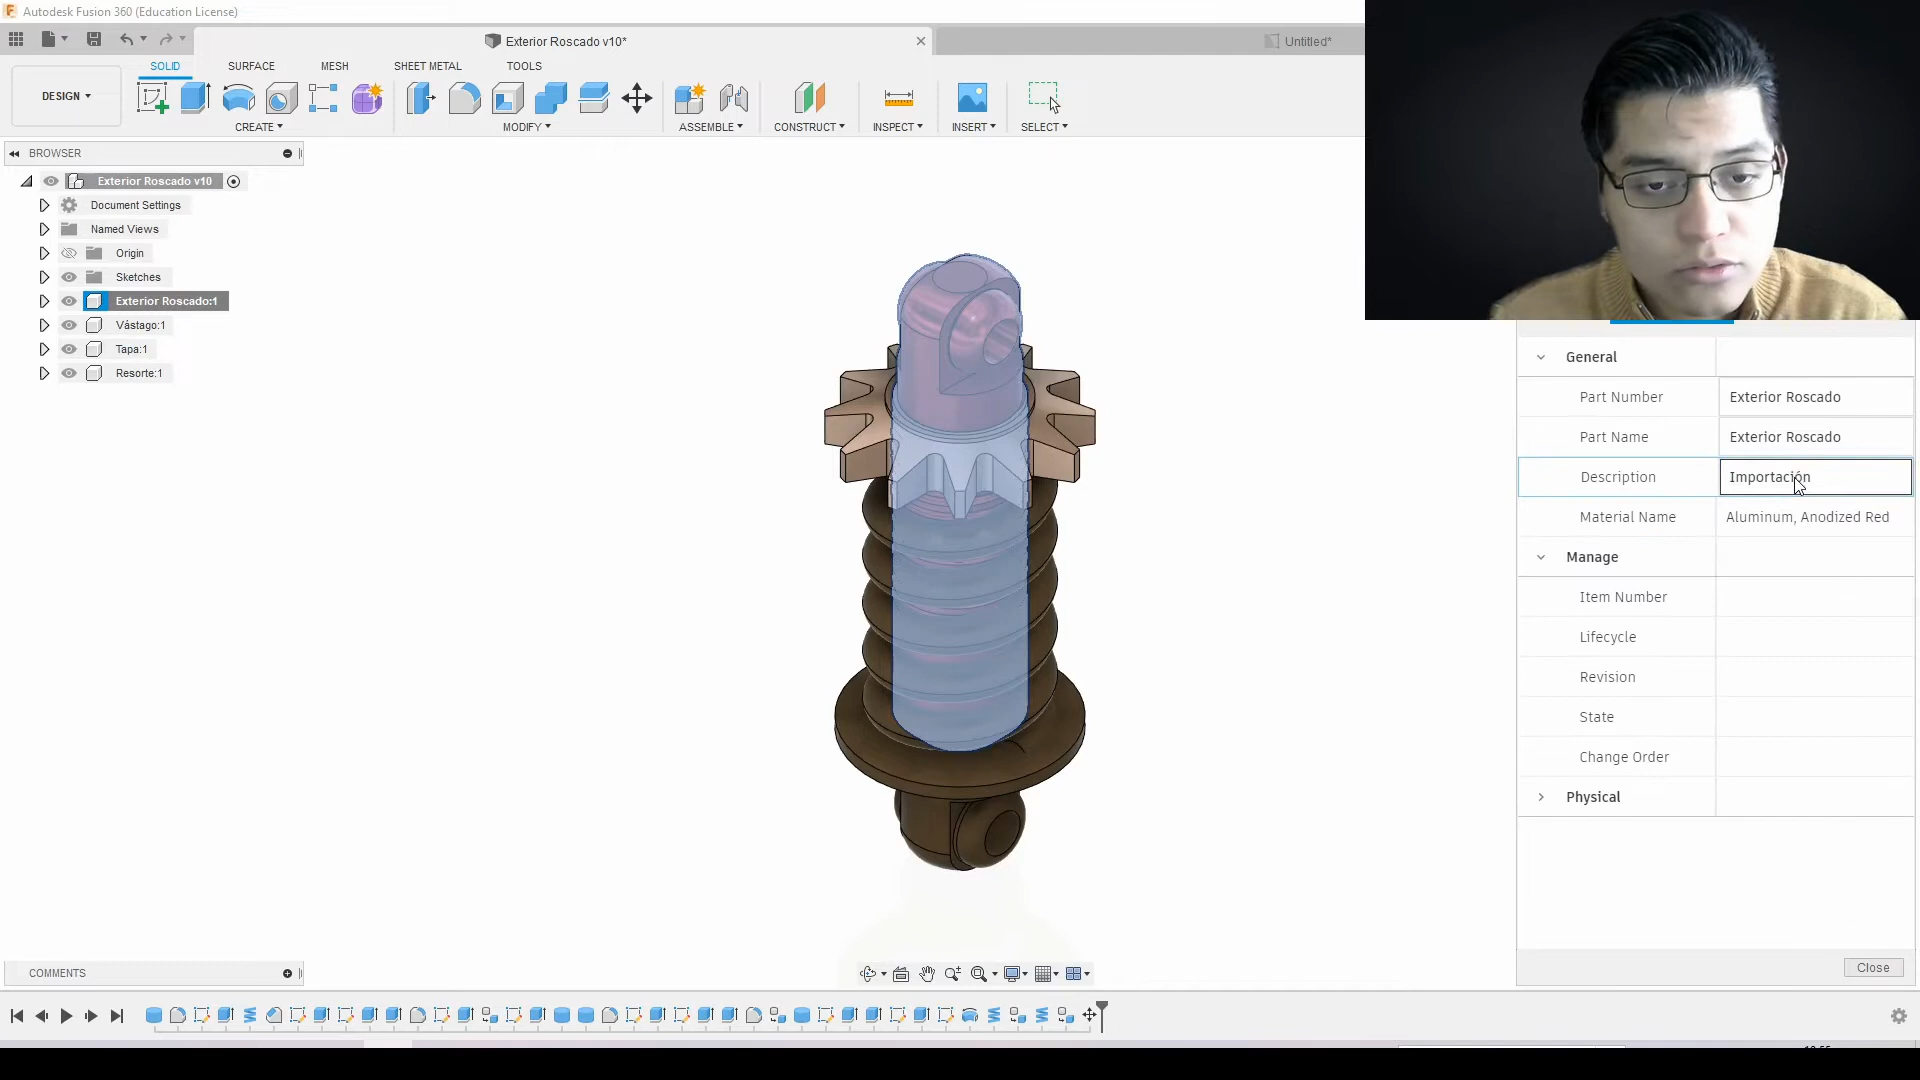 Autodesk Fusion 360 (Education License)
Exterior Roscado v10*
Untitled*
DESIGN
SOLID
SURFACE
MESH
SHEET METAL
TOOLS
CREATE
MODIFY
ASSEMBLE
CONSTRUCT
INSPECT
INSERT
SELECT
BROWSER
Exterior Roscado v10
Document Settings
Named Views
Origin
Sketches
Exterior Roscado:1
Vástago:1
Tapa:1
Resorte:1
General
Part Number Exterior Roscado
Part Name Exterior Roscado
Description Importación
Material Name Aluminum, Anodized Red
Manage
Item Number
Lifecycle
Revision
State
Change Order
Physical
Close
COMMENTS